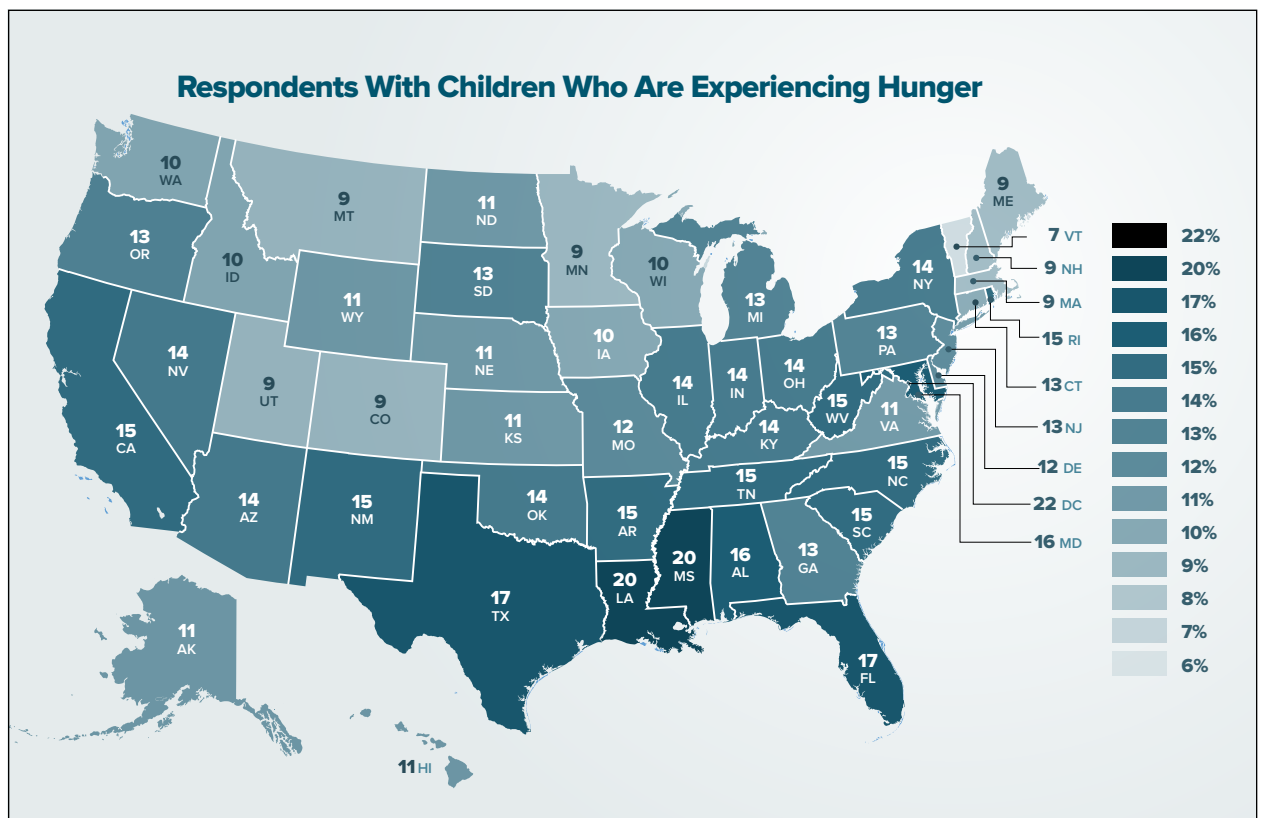 Respondents With Children Who Are Experiencing Hunger
10
WA
13
OR
10
ID
9
MT
11
ND
9
MN
10
WI
13
MI
14
NY
9
ME
7 VT
9 NH
9 MA
15 RI
13 CT
13 NJ
12 DE
22 DC
16 MD
13
SD
11
WY
14
NV
15
CA
9
UT
9
CO
11
NE
10
IA
14
IL
14
IN
14
OH
13
PA
15
WV
11
VA
11
KS
12
MO
14
KY
15
TN
15
NC
15
SC
14
AZ
15
NM
14
OK
15
AR
20
MS
16
AL
13
GA
20
LA
17
TX
17
FL
11
AK
11 HI
22%
20%
17%
16%
15%
14%
13%
12%
11%
10%
9%
8%
7%
6%